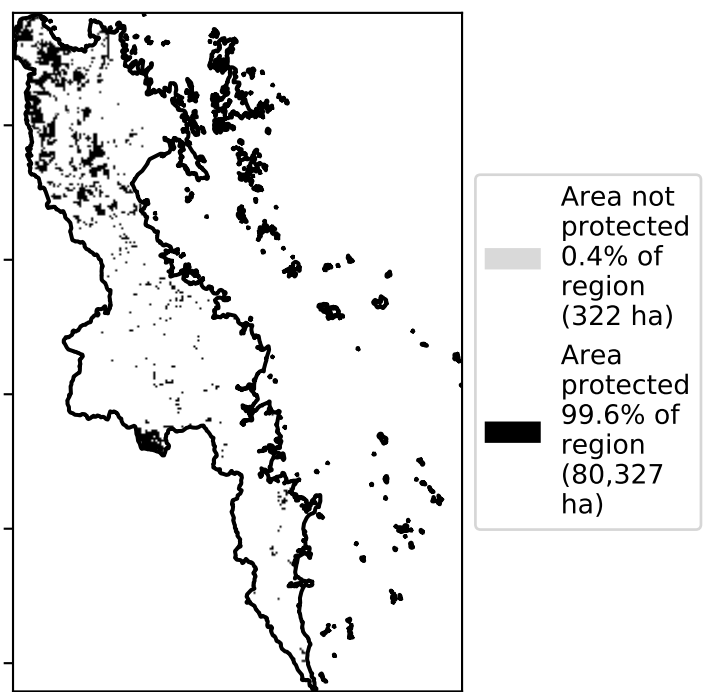 Area not
protected
0.4% of
region
(322 ha)
Area
protected
99.6% of
region
(80,327
ha)